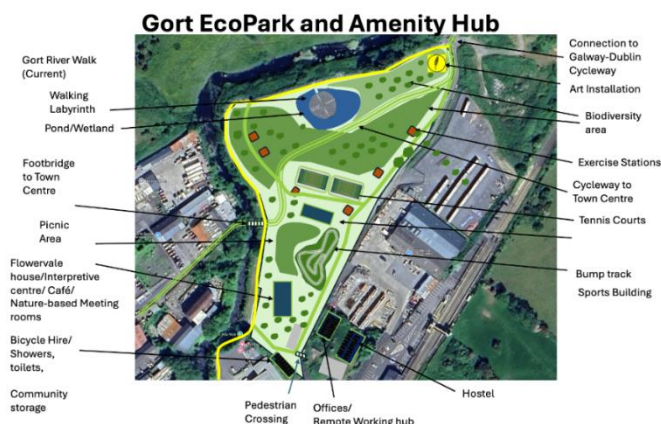 Gort EcoPark and Amenity Hub
Gort River Walk
(Current)
Walking
Labyrinth
Pond/Wetland
Footbridge
to Town
Centre
Picnic
Area
Flowervale
house/Interpretive
centre/ Café/
Nature-based Meeting
rooms
Bicycle Hire/
Showers,
toilets,
Community
storage
Pedestrian
Crossing
Offices/
Remote Working hub
Hostel
Connection to
Galway-Dublin
Cycleway
Art Installation
Biodiversity
area
Exercise Stations
Cycleway to
Town Centre
Tennis Courts
Bump track
Sports Building